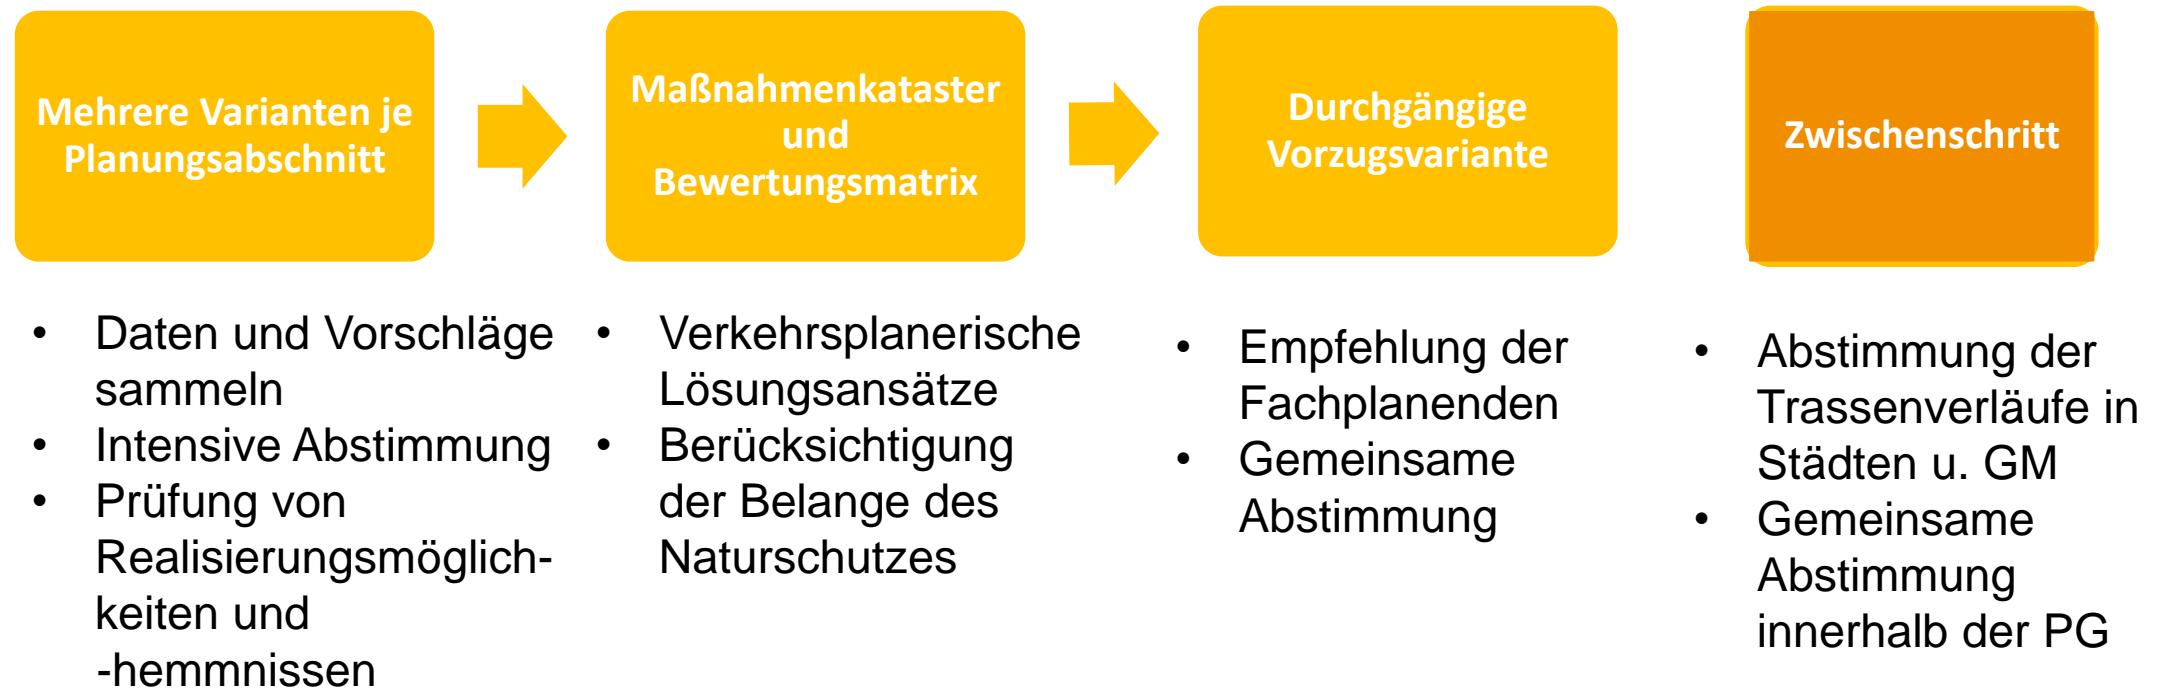 Mehrere Varianten je
Planungsabschnitt
Maßnahmenkataster
und
Bewertungsmatrix
Durchgängige
Vorzugsvariante
Zwischenschritt
• Daten und Vorschläge
sammeln
• Intensive Abstimmung
• Prüfung von
Realisierungsmöglich-
keiten und
-hemmnissen
• Verkehrsplanerische
Lösungsansätze
• Berücksichtigung
der Belange des
Naturschutzes
• Empfehlung der
Fachplanenden
• Gemeinsame
Abstimmung
• Abstimmung der
Trassenverläufe in
Städten u. GM
• Gemeinsame
Abstimmung
innerhalb der PG